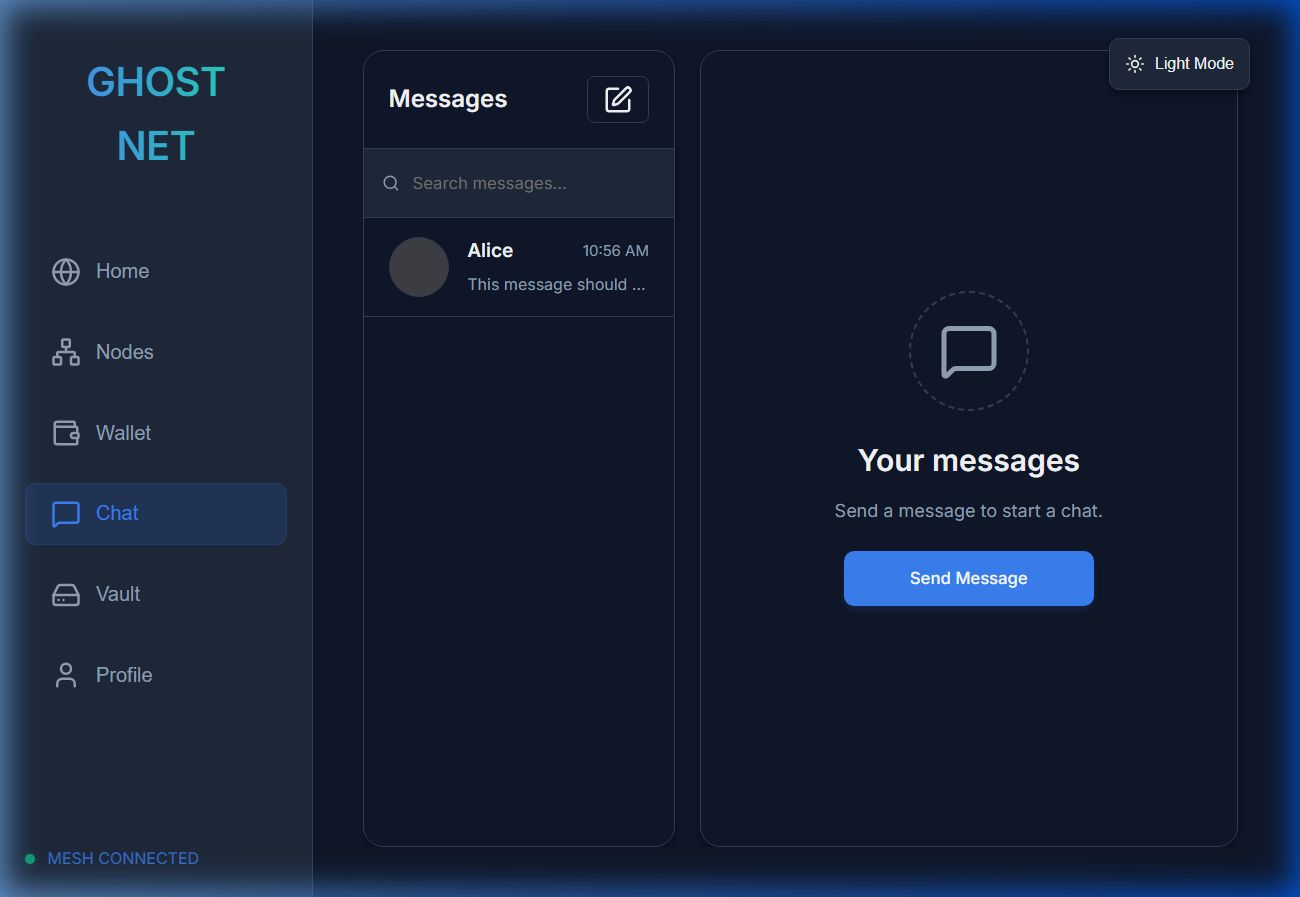 GHOST
NET
Home
Nodes
Wallet
Chat
Vault
Profile
MESH CONNECTED
Messages
Search messages...
Alice
10:56 AM
This message should ...
Light Mode
Your messages
Send a message to start a chat.
Send Message